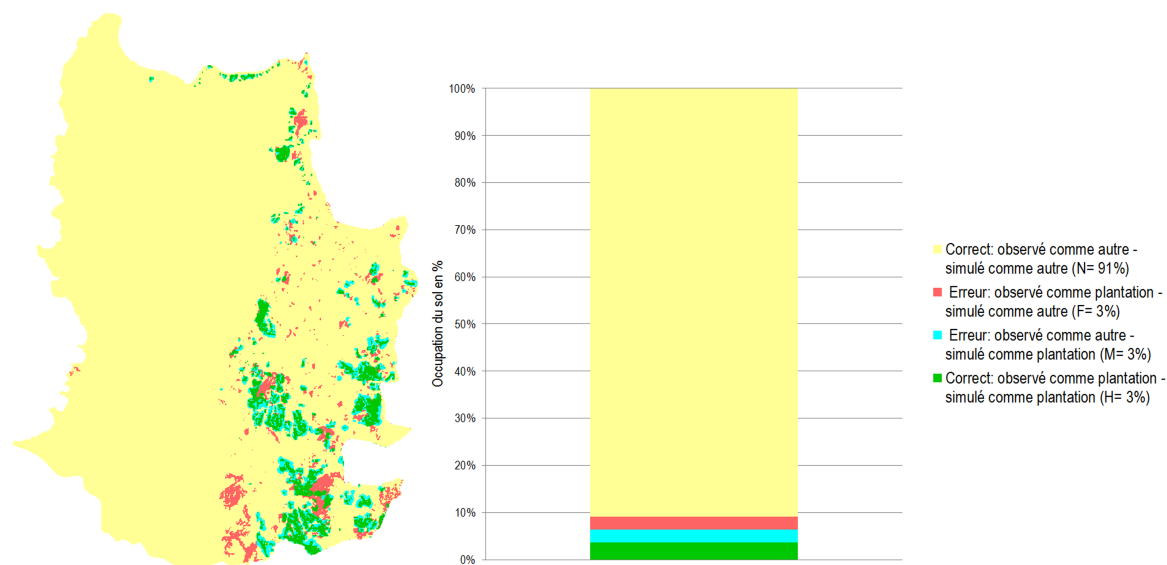 100%
90%
80%
70%
60%
50%
40%
30%
20%
10%
0%
Occupation du sol en %
Correct: observé comme autre -
simulé comme autre (N= 91%)
Erreur: observé comme plantation -
simulé comme autre (F= 3%)
Erreur: observé comme autre -
simulé comme plantation (M= 3%)
Correct: observé comme plantation -
simulé comme plantation (H= 3%)